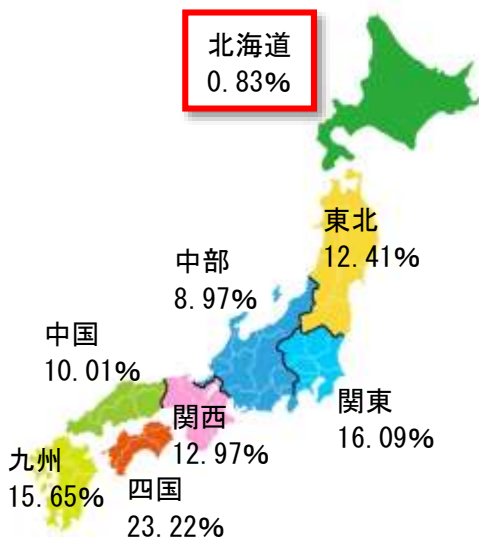 北海道
0.83%
東北
12.41%
中部
8.97%
中国
10.01%
関東
16.09%
関西
12.97%
九州
15.65%
四国
23.22%